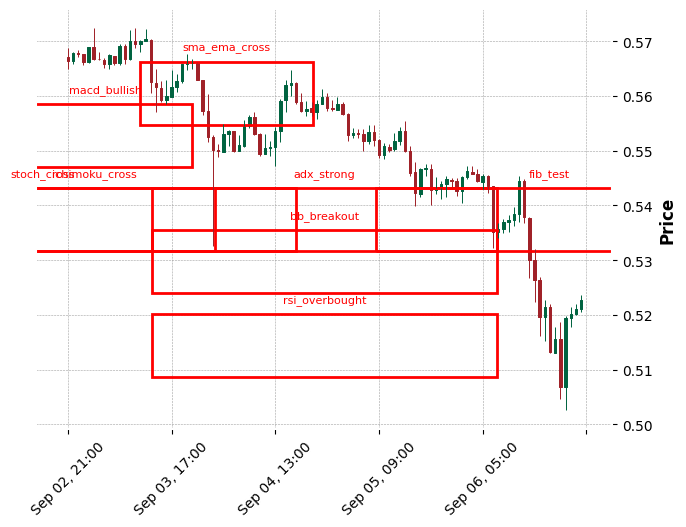 sma_ema_cross
macd_bullish
stoch_cross
ichimoku_cross
adx_strong
fib_test
bb_breakout
rsi_overbought
0.57
0.56
0.55
0.54
0.53
0.52
0.51
0.50
Price
Sep 02, 21:00
Sep 03, 17:00
Sep 04, 13:00
Sep 05, 09:00
Sep 06, 05:00